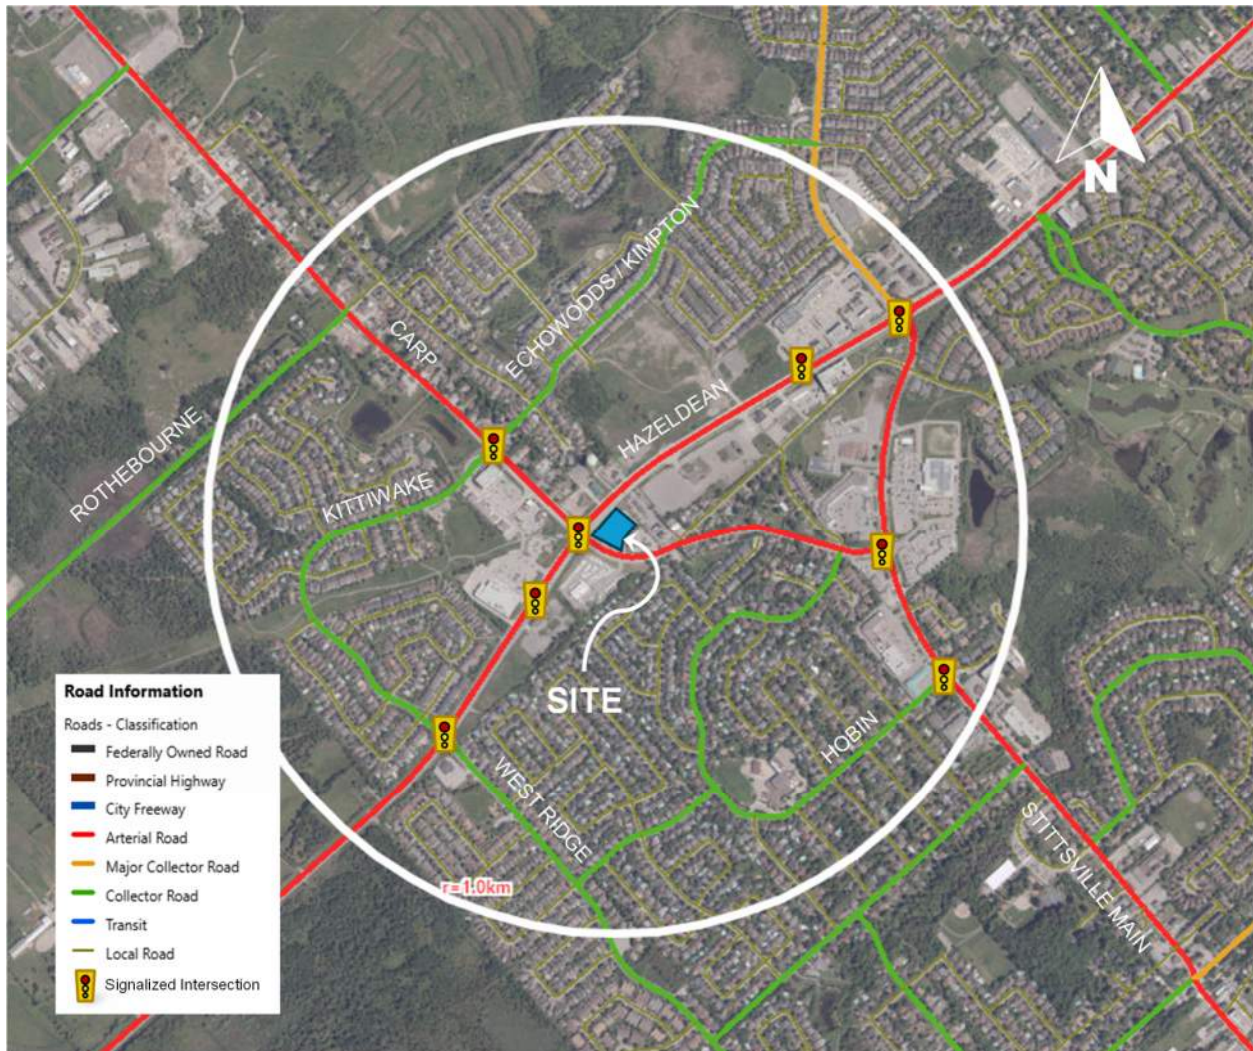 N
ECHOWODDS / KIMPTON
CARP
HAZELDEAN
ROTHEBOURNE
KITTIWAKE
SITE
HOBIN
WEST RIDGE
STITTSVILLE MAIN
r=1.0km
Road Information
Roads - Classification
Federally Owned Road
Provincial Highway
City Freeway
Arterial Road
Major Collector Road
Collector Road
Transit
Local Road
Signalized Intersection